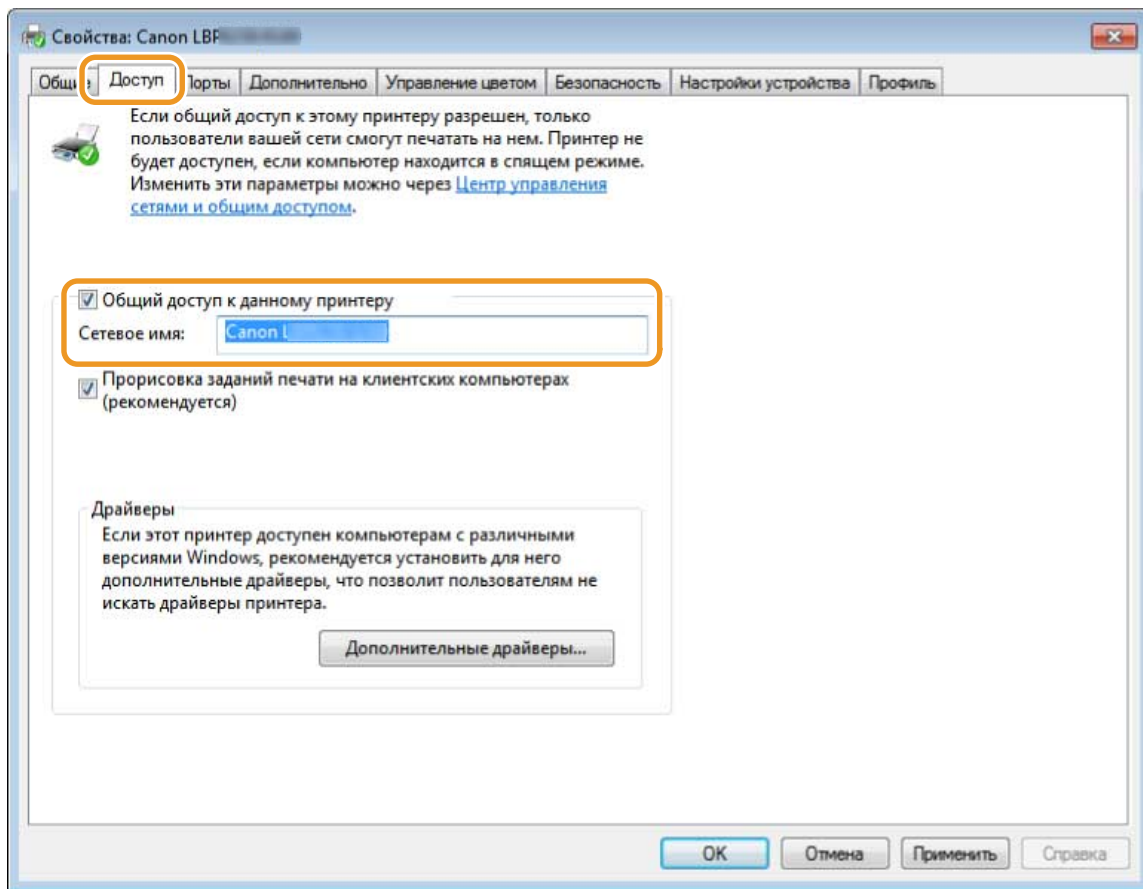 Свойства: Canon LBP
Общие Доступ Порты Дополнительно Управление цветом Безопасность Настройки устройства Профиль
Если общий доступ к этому принтеру разрешен, только
пользователи вашей сети смогут печатать на нем. Принтер не
будет доступен, если компьютер находится в спящем режиме.
Изменить эти параметры можно через Центр управления
сетями и общим доступом.
Общий доступ к данному принтеру
Сетевое имя: Canon L
Прорисовка заданий печати на клиентских компьютерах
(рекомендуется)
Драйверы
Если этот принтер доступен компьютерам с различными
версиями Windows, рекомендуется установить для него
дополнительные драйверы, что позволит пользователям не
искать драйверы принтера.
Дополнительные драйверы...
OK Отмена Применить Справка